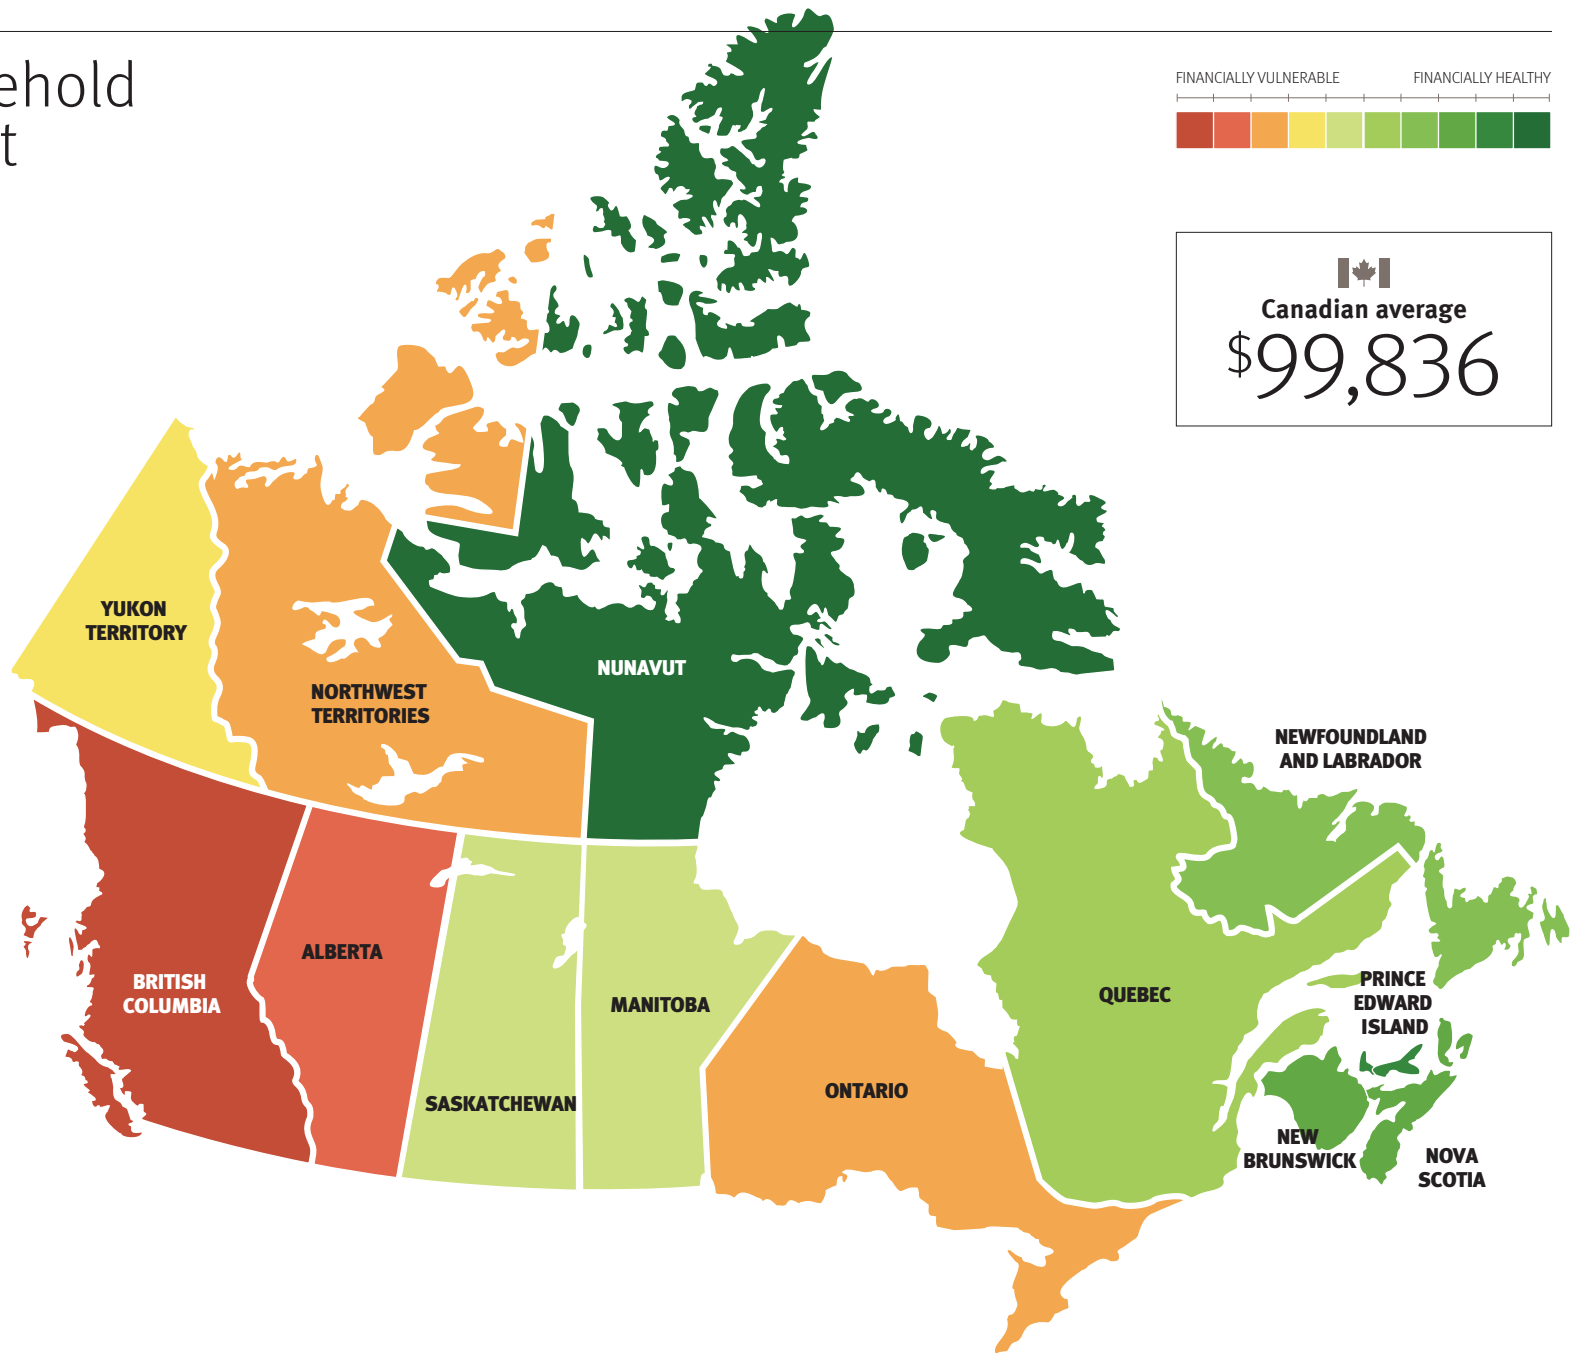 ehold
t
FINANCIALLY VULNERABLE
FINANCIALLY HEALTHY
Canadian average
$99,836
YUKON
TERRITORY
NORTHWEST
TERRITORIES
NUNAVUT
NEWFOUNDLAND
AND LABRADOR
BRITISH
COLUMBIA
ALBERTA
SASKATCHEWAN
MANITOBA
ONTARIO
QUEBEC
PRINCE
EDWARD
ISLAND
NEW
BRUNSWICK
NOVA
SCOTIA